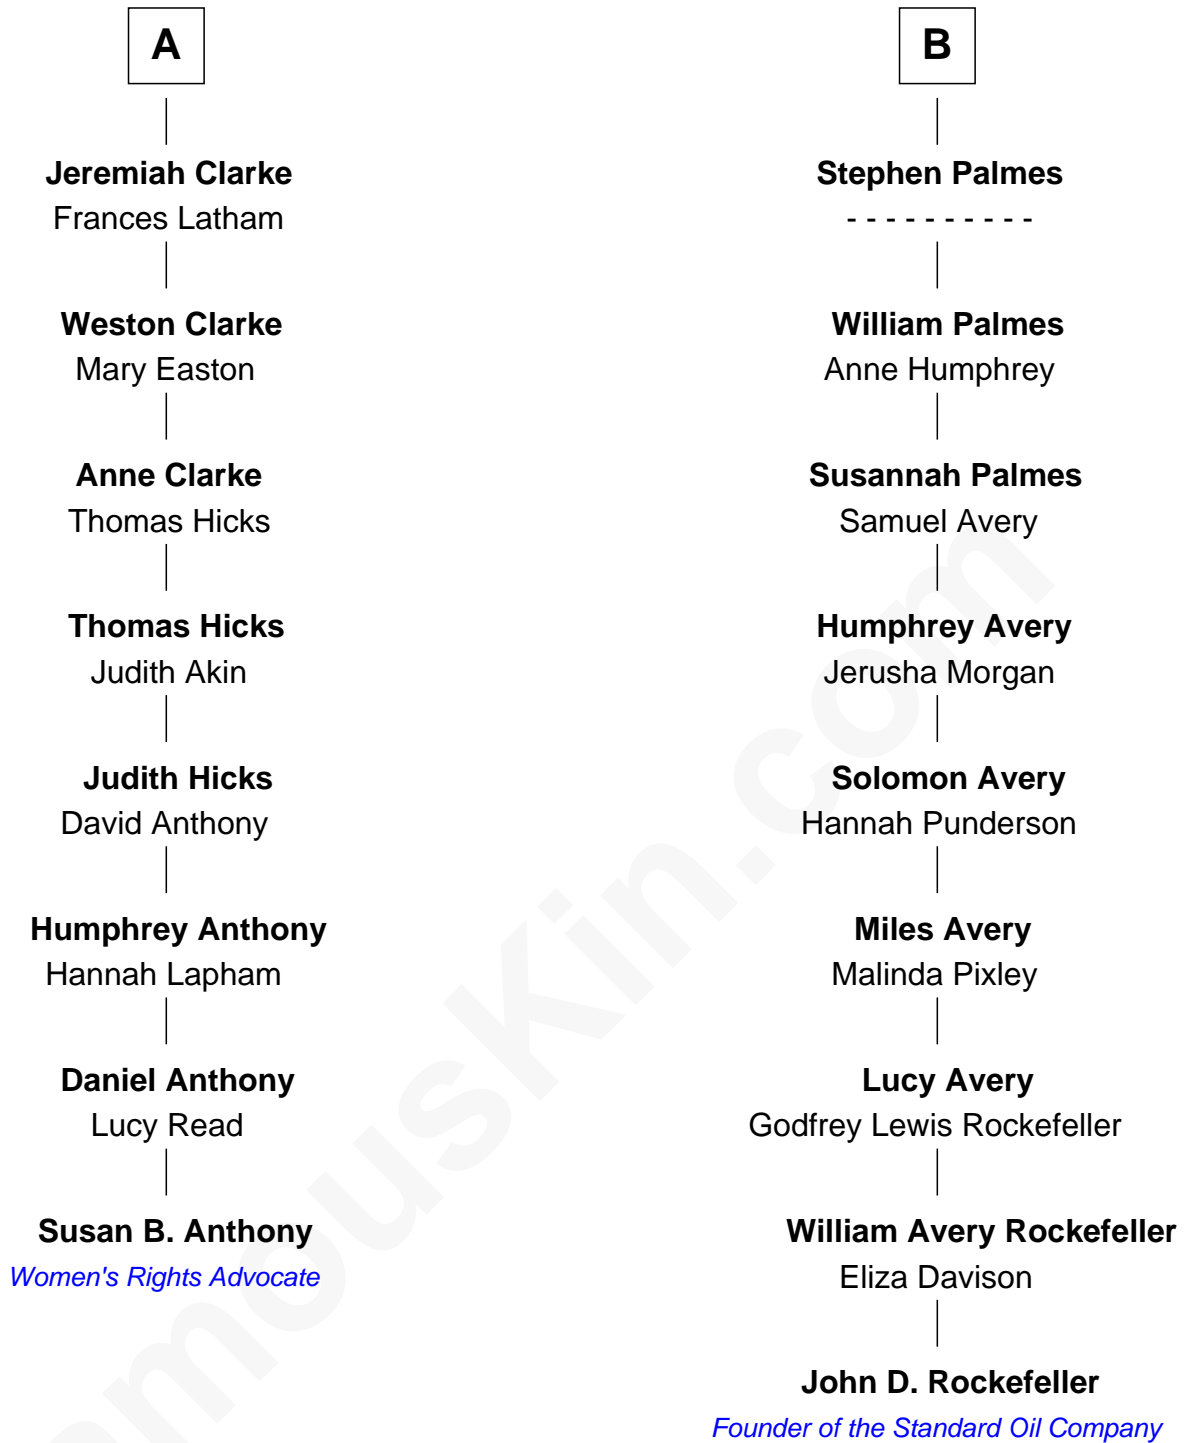 A
Jeremiah Clarke
Frances Latham
Weston Clarke
Mary Easton
Anne Clarke
Thomas Hicks
Thomas Hicks
Judith Akin
Judith Hicks
David Anthony
Humphrey Anthony
Hannah Lapham
Daniel Anthony
Lucy Read
Susan B. Anthony
Women's Rights Advocate
B
Stephen Palmes
- - - - - - - - - -
William Palmes
Anne Humphrey
Susannah Palmes
Samuel Avery
Humphrey Avery
Jerusha Morgan
Solomon Avery
Hannah Punderson
Miles Avery
Malinda Pixley
Lucy Avery
Godfrey Lewis Rockefeller
William Avery Rockefeller
Eliza Davison
John D. Rockefeller
Founder of the Standard Oil Company
amousKin.com